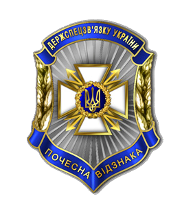 ДЕРЖСПЕЦЗВ'ЯЗКУ УКРАЇНИ
ПОЧЕСНА ВІДЗНАКА